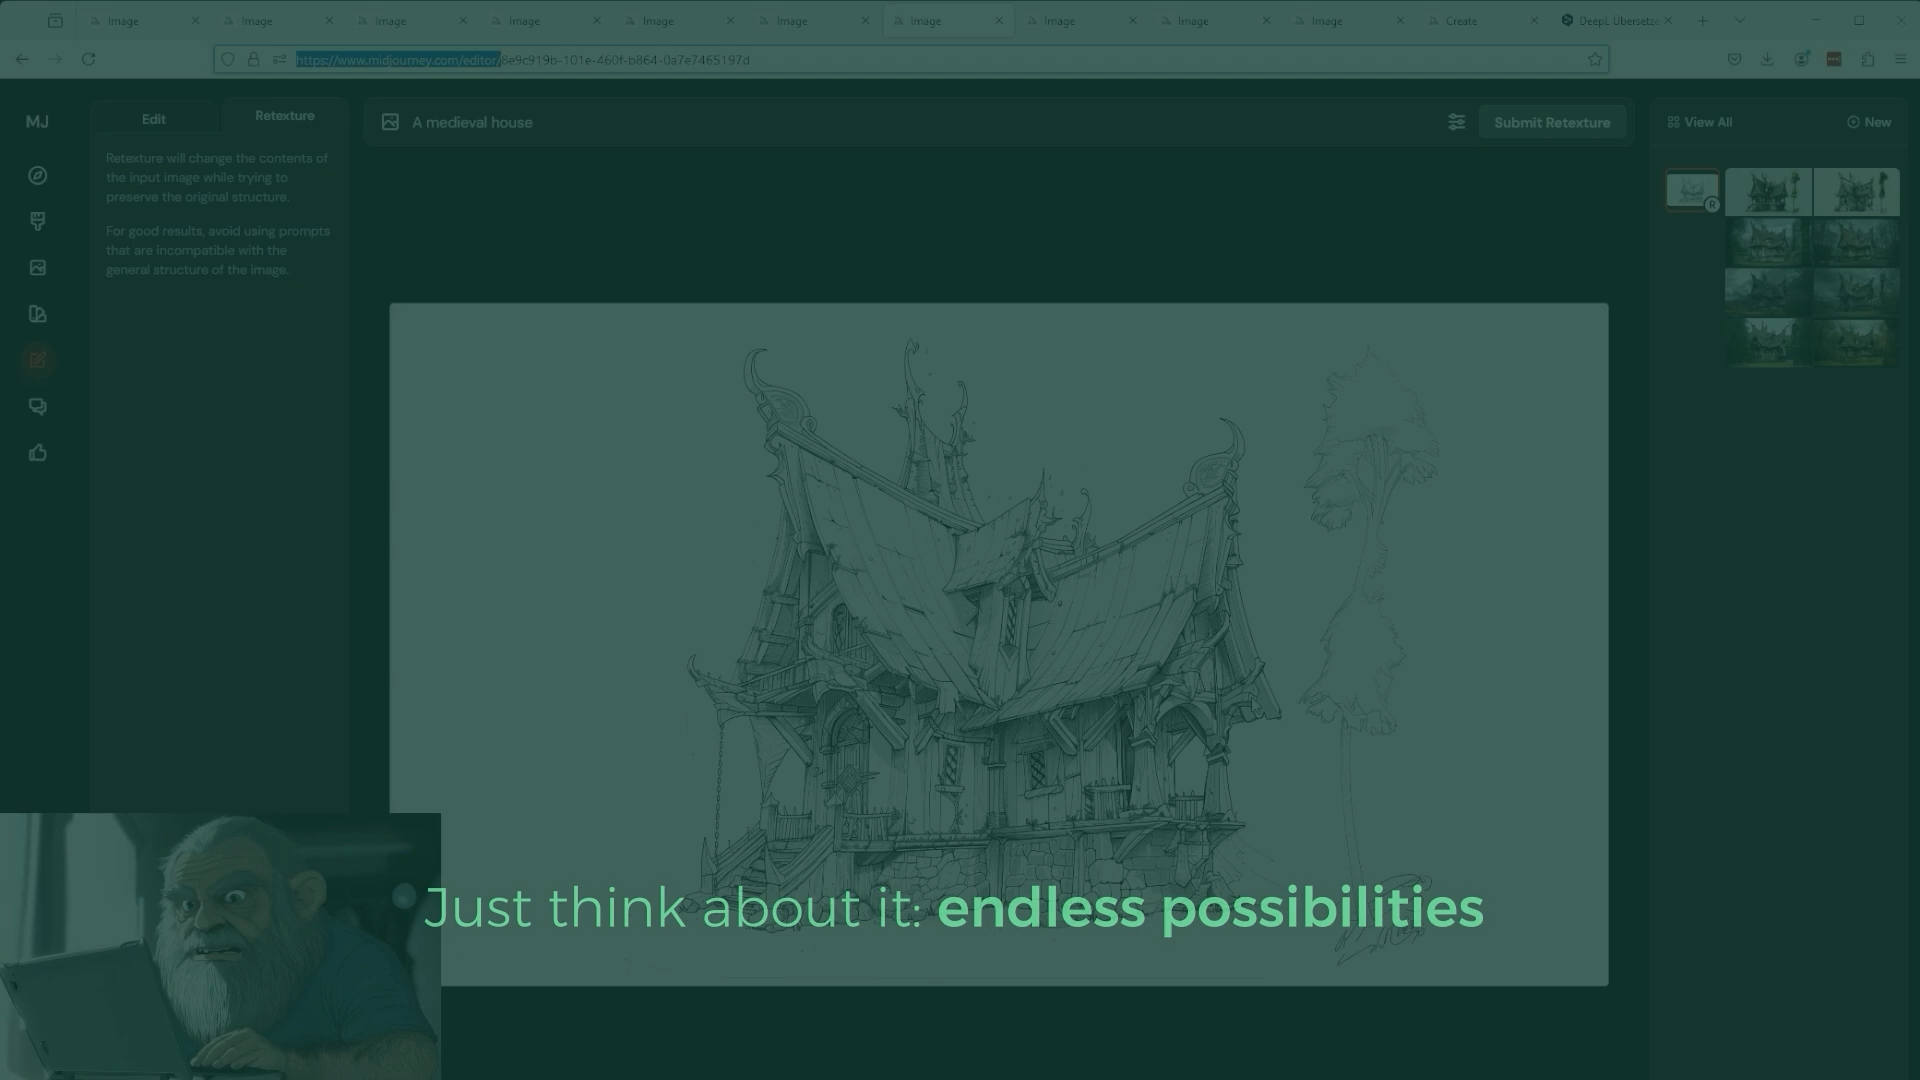 Image
Image
Image
Image
Image
Image
Image
Image
Image
Image
Create
DeepL Übersetze
https://www.midjourney.com/editor/8e9c919b-101e-460f-b864-0a7e7465197d
MJ
Edit
Retexture
A medieval house
Submit Retexture
View All
New
Retexture will change the contents of
the input image while trying to
preserve the original structure.
For good results, avoid using prompts
that are incompatible with the
general structure of the image.
R
Just think about it: endless possibilities